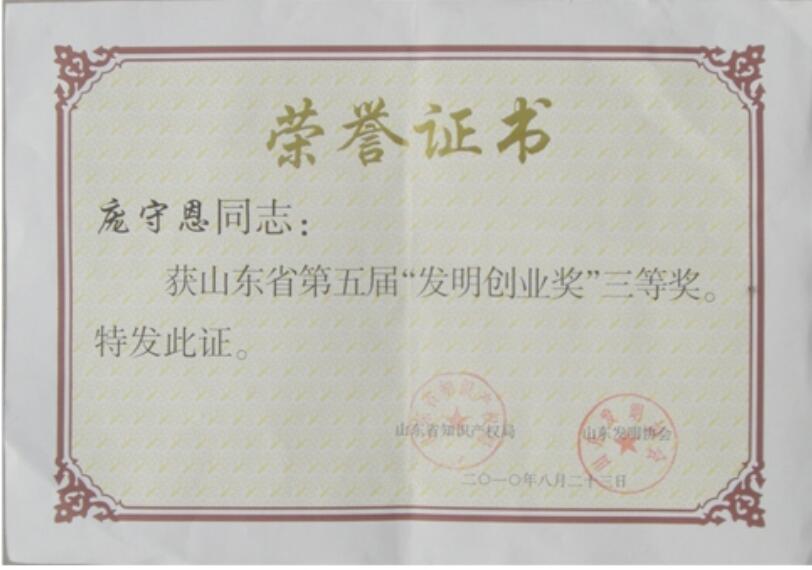 荣誉证书
庞守恩同志：
获山东省第五届“发明创业奖”三等奖。
特发此证。
山东省知识产权局
山东发明协会
二〇一〇年八月二十三日